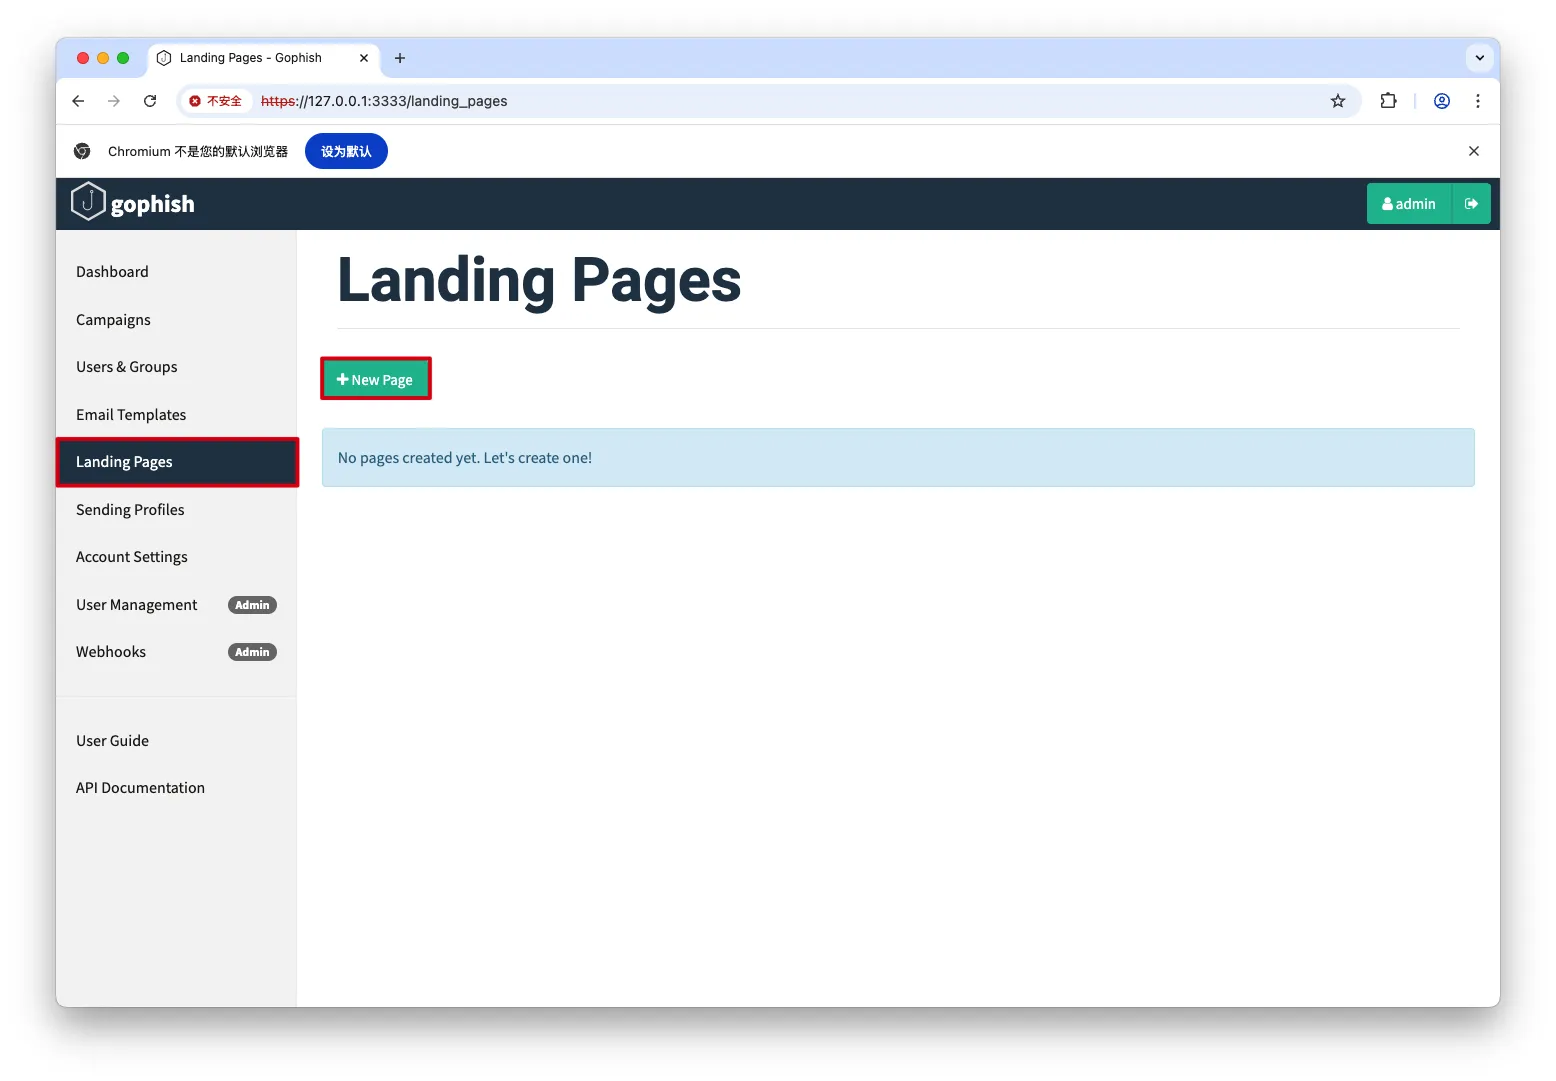 Landing Pages - Gophish
不安全 https://127.0.0.1:3333/landing_pages
Chromium 不是您的默认浏览器 设为默认
gophish
admin
Dashboard
Campaigns
Users & Groups
Email Templates
Landing Pages
Sending Profiles
Account Settings
User Management Admin
Webhooks Admin
User Guide
API Documentation
Landing Pages
New Page
No pages created yet. Let's create one!